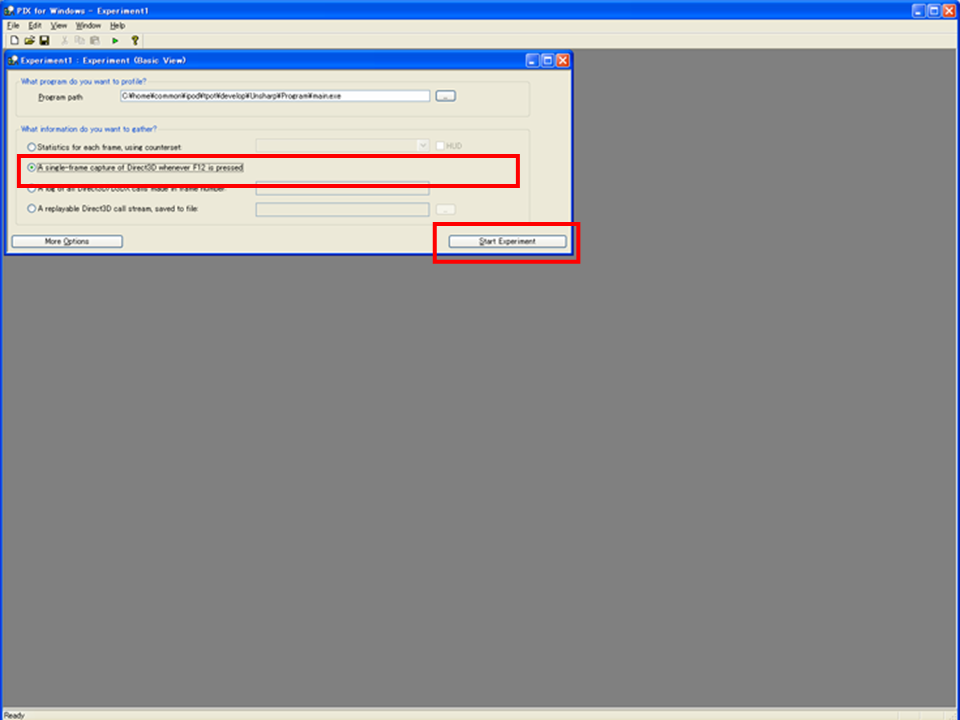 PIX for Windows - Experiment1
File Edit View Window Help
Experiment1 : Experiment (Basic View)
What program do you want to profile?
Program path C:¥home¥common¥ipod¥tpot¥develop¥Unsharp¥Program¥main.exe ...
What information do you want to gather?
Statistics for each frame, using counterset: HUD
A single-frame capture of Direct3D whenever F12 is pressed
A log of all Direct3D/D3DX calls made in frame number:
A replayable Direct3D call stream, saved to file: ...
More Options Start Experiment
Ready